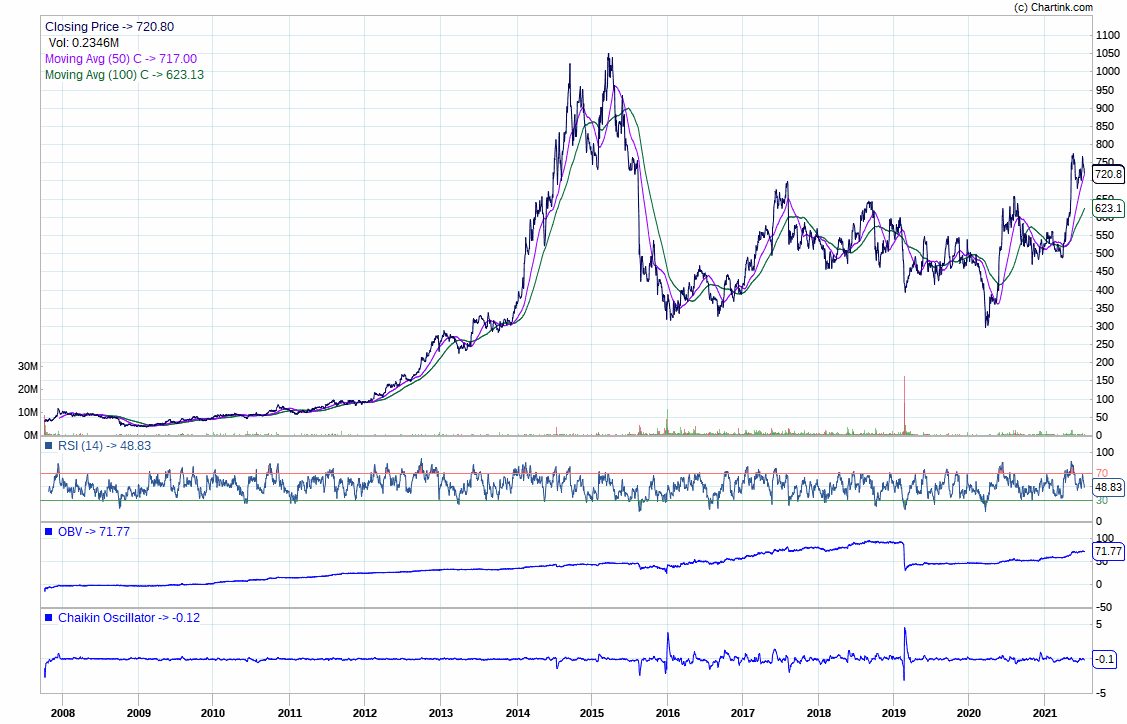 (c) Chartink.com
Closing Price -> 720.80
Vol: 0.2346M
Moving Avg (50) C -> 717.00
Moving Avg (100) C -> 623.13
1100
1050
1000
950
900
850
800
750
720.8
650
623.1
600
550
500
450
400
350
300
250
200
150
100
50
0
30M
20M
10M
0M
RSI (14) -> 48.83
100
70
48.83
30
0
OBV -> 71.77
100
71.77
50
0
-50
Chaikin Oscillator -> -0.12
5
-0.1
-5
2008 2009 2010 2011 2012 2013 2014 2015 2016 2017 2018 2019 2020 2021